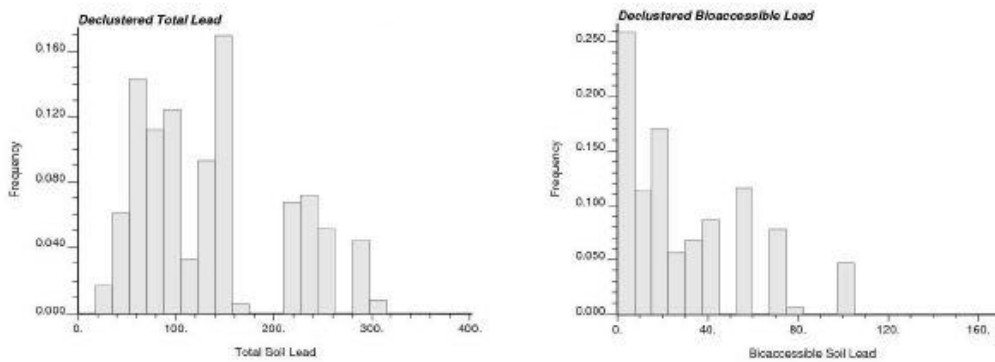 Declustered Total Lead
0.160
0.120
0.080
0.040
0.000
Frequency
0. 100. 200. 300. 400.
Total Soil Lead
Declustered Bioaccessible Lead
0.250
0.200
0.150
0.100
0.050
0.000
Frequency
0. 40. 80. 120. 160.
Bioaccessible Soil Lead